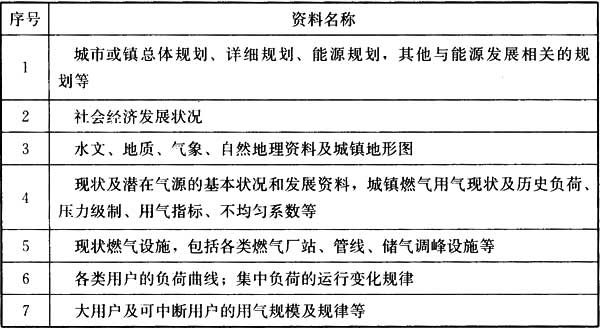 序号 资料名称
1 城市或镇总体规划、详细规划、能源规划，其他与能源发展相关的规
划等
2 社会经济发展状况
3 水文、地质、气象、自然地理资料及城镇地形图
4 现状及潜在气源的基本状况和发展资料，城镇燃气用气现状及历史负荷、
压力级制、用气指标、不均匀系数等
5 现状燃气设施，包括各类燃气厂站、管线、储气调峰设施等
6 各类用户的负荷曲线；集中负荷的运行变化规律
7 大用户及可中断用户的用气规模及规律等